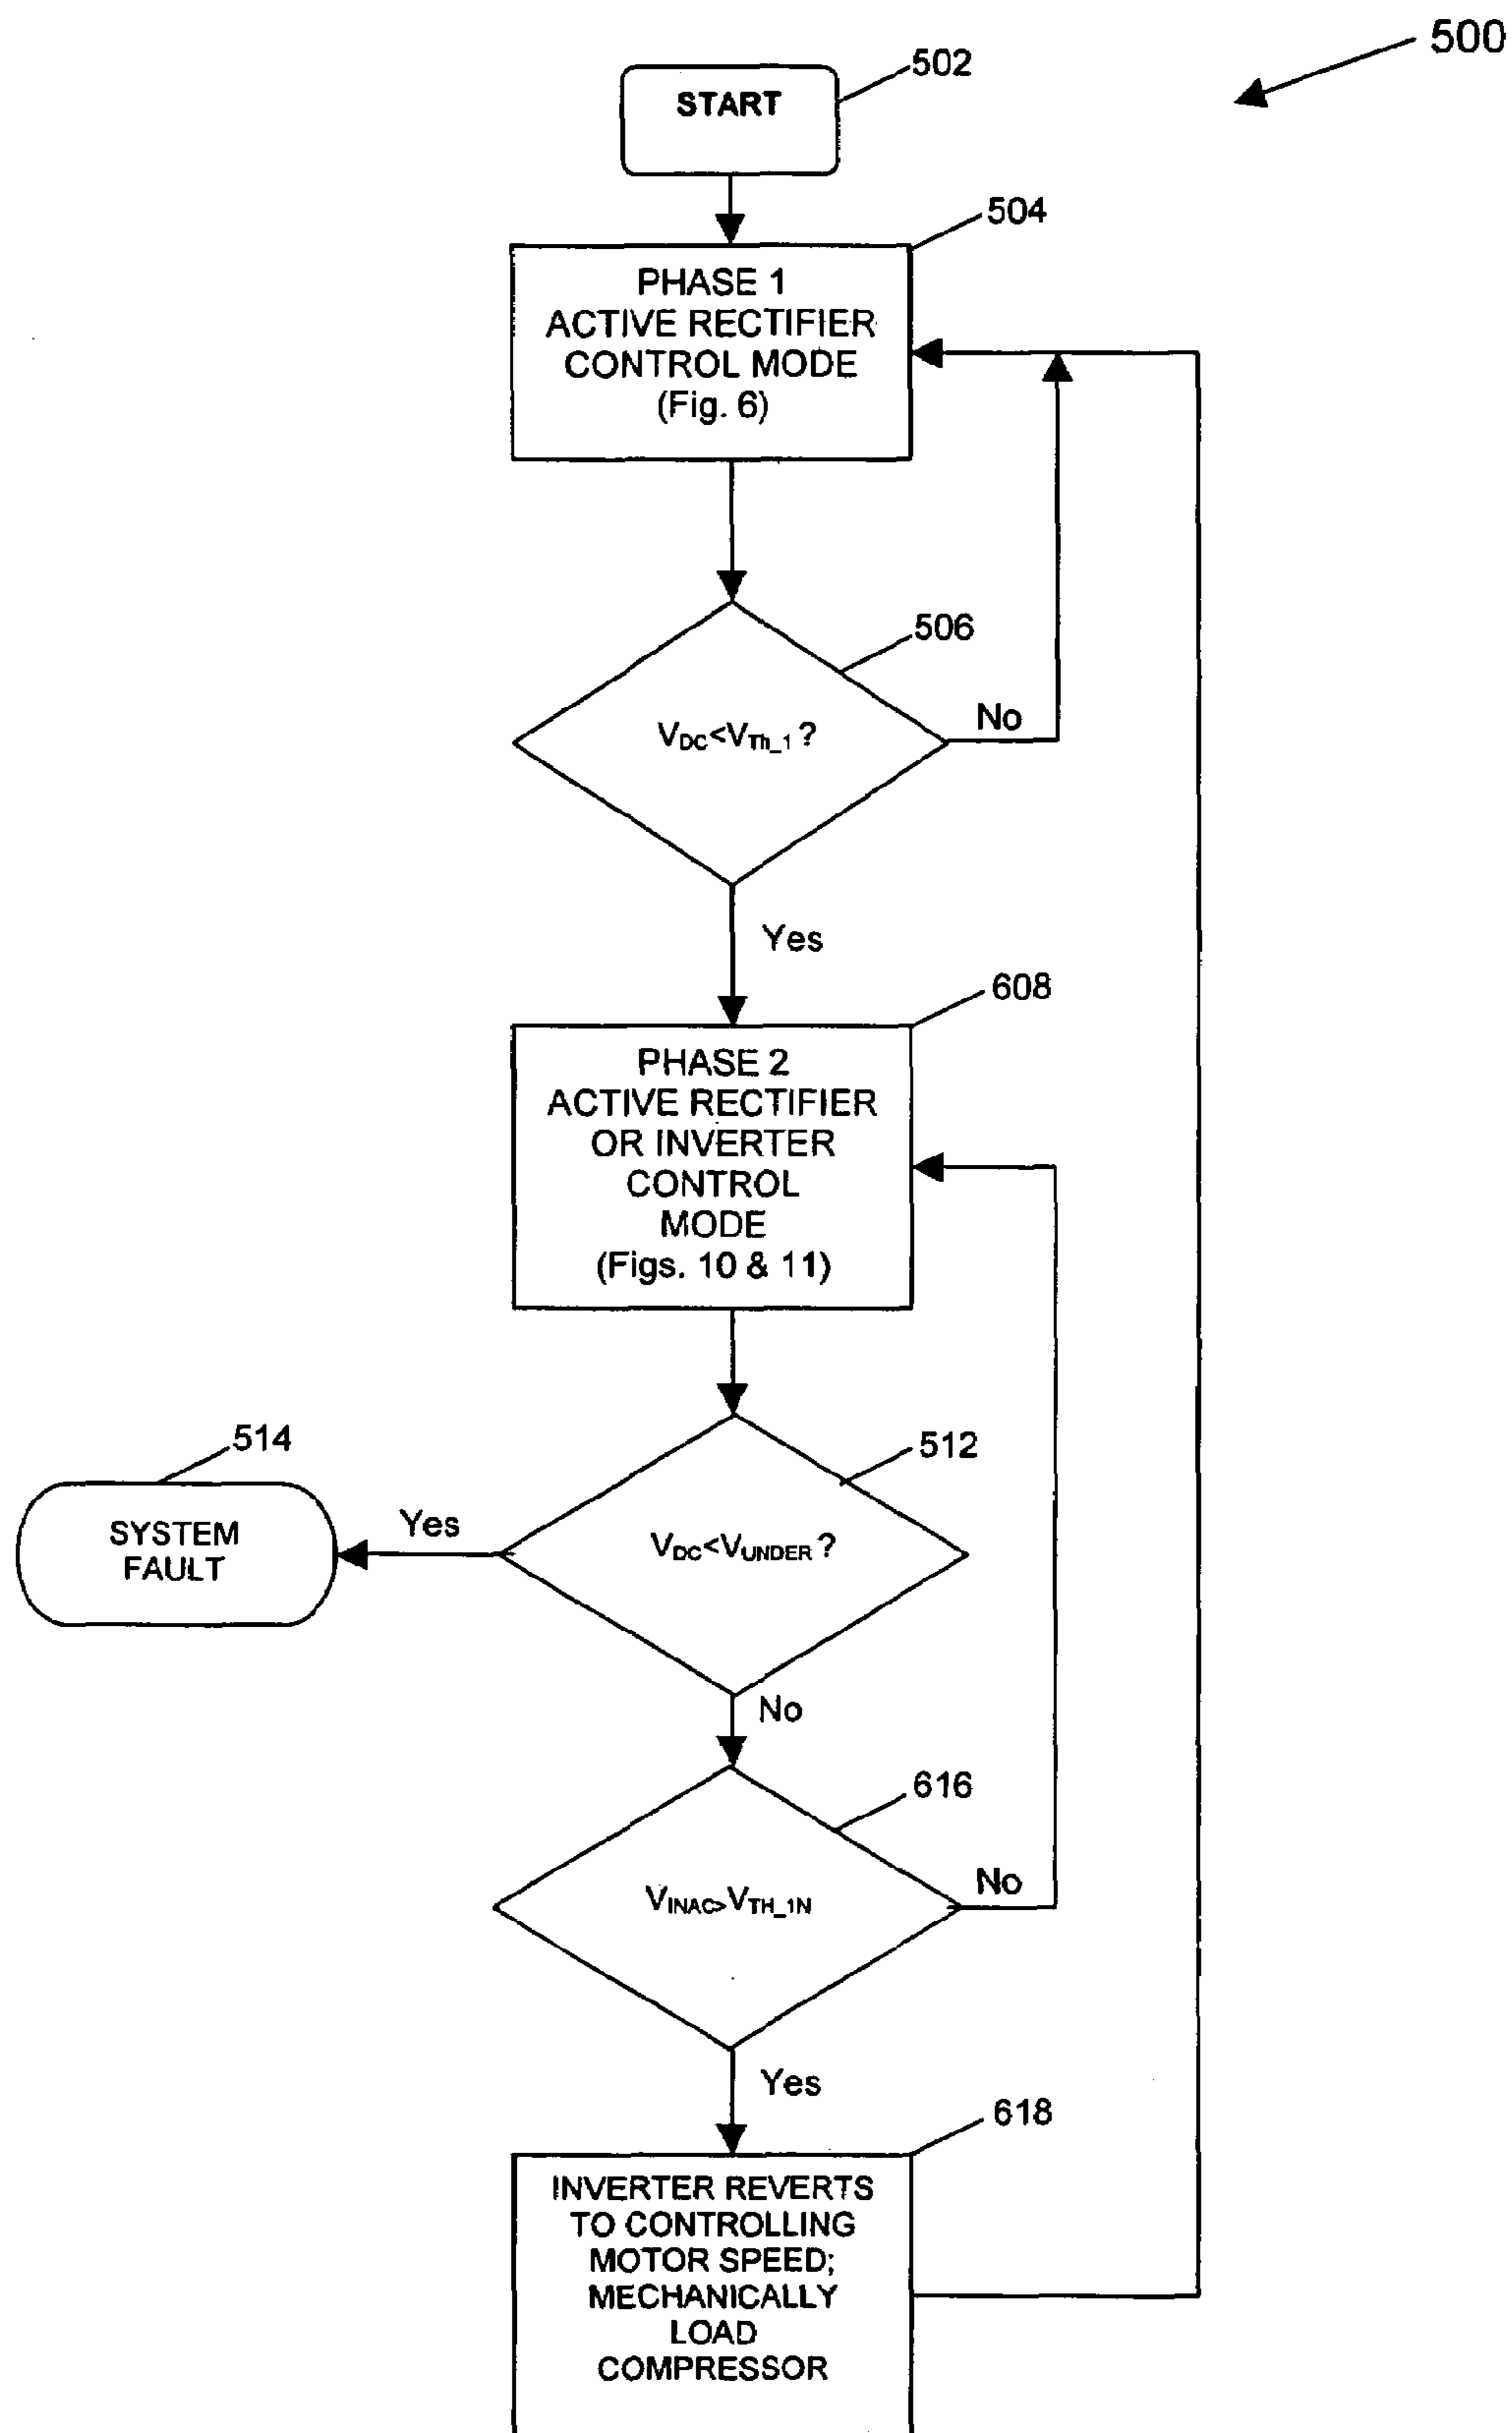 500
502
START
504
PHASE 1
ACTIVE RECTIFIER
CONTROL MODE
(Fig. 6)
506
VDC<VTh_1 ?
No
Yes
608
PHASE 2
ACTIVE RECTIFIER
OR INVERTER
CONTROL
MODE
(Figs. 10 & 11)
514
512
SYSTEM
FAULT
Yes
VDC<VUNDER ?
No
616
VINAC>VTH_1N
No
Yes
618
INVERTER REVERTS
TO CONTROLLING
MOTOR SPEED;
MECHANICALLY
LOAD
COMPRESSOR